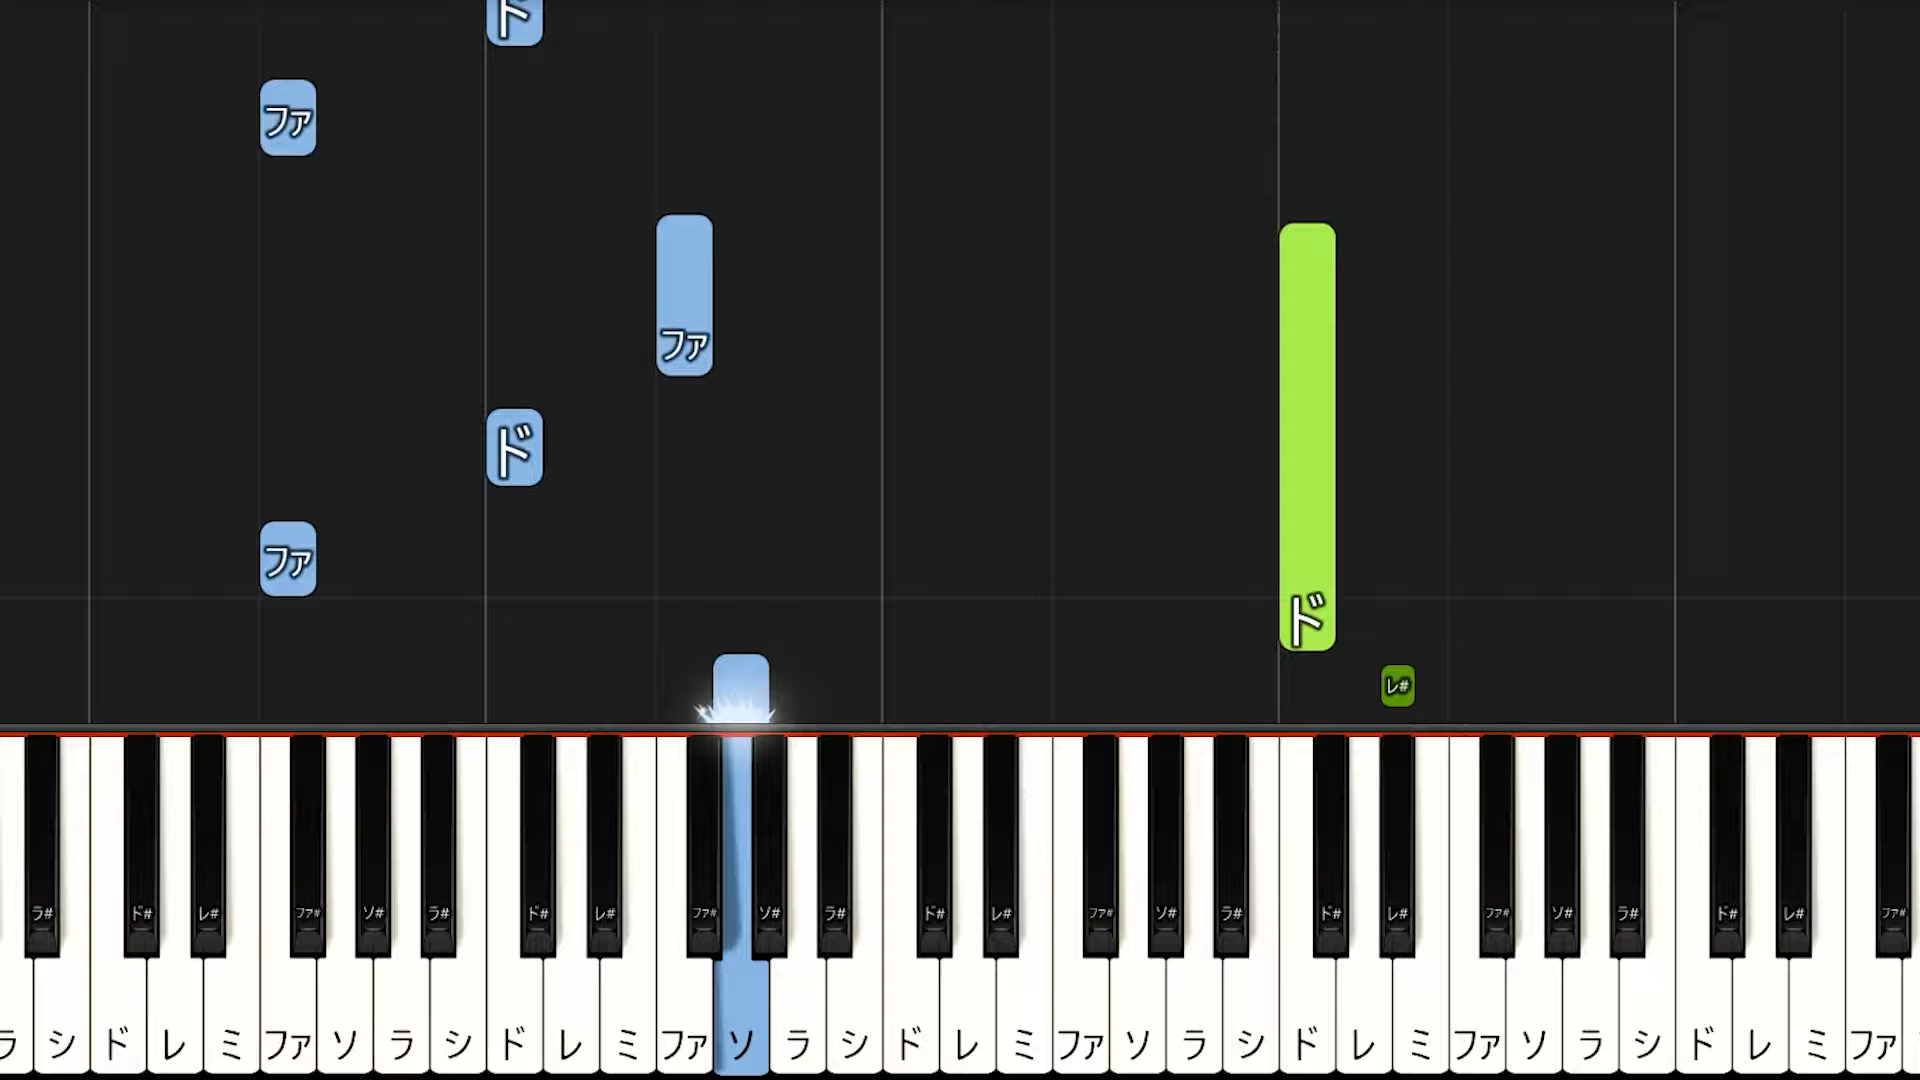 ド
ファ
ファ
ド
ファ
ド
レ#
ラ# ド# レ# ファ# ソ# ラ# ド# レ# ファ# ソ# ラ# ド# レ# ファ# ソ# ラ# ド# レ# ファ# ソ# ラ# ド# レ# ファ#
ラ シ ド レ ミ ファ ソ ラ シ ド レ ミ ファ ソ ラ シ ド レ ミ ファ ソ ラ シ ド レ ミ ファ ソ ラ シ ド レ ミ ファ